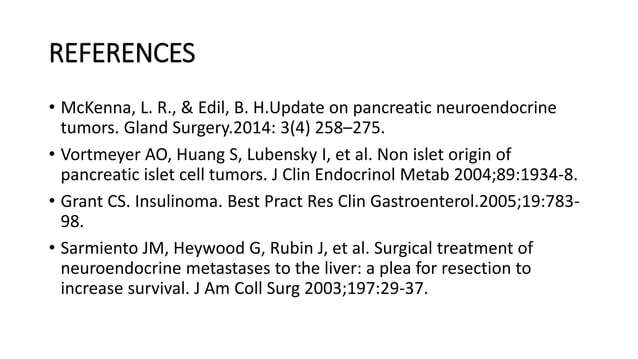 REFERENCES
• McKenna, L. R., & Edil, B. H.Update on pancreatic neuroendocrine
tumors. Gland Surgery.2014: 3(4) 258–275.
• Vortmeyer AO, Huang S, Lubensky I, et al. Non islet origin of
pancreatic islet cell tumors. J Clin Endocrinol Metab 2004;89:1934-8.
• Grant CS. Insulinoma. Best Pract Res Clin Gastroenterol.2005;19:783-
98.
• Sarmiento JM, Heywood G, Rubin J, et al. Surgical treatment of
neuroendocrine metastases to the liver: a plea for resection to
increase survival. J Am Coll Surg 2003;197:29-37.